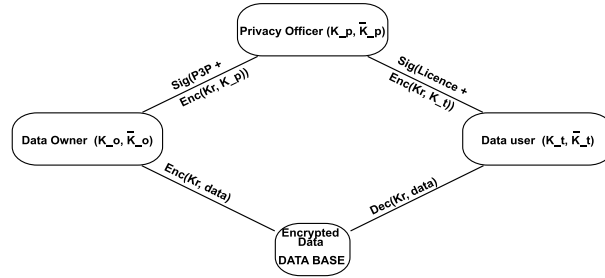 Privacy Officer (K_p, K̅_p)
Sig(P3P +
Enc(Kr, K_p))
Sig(Licence +
Enc(Kr, K_t))
Data Owner (K_o, K̅_o)
Data user (K_t, K̅_t)
Enc(Kr, data)
Dec(Kr, data)
Encrypted
Data
DATA BASE